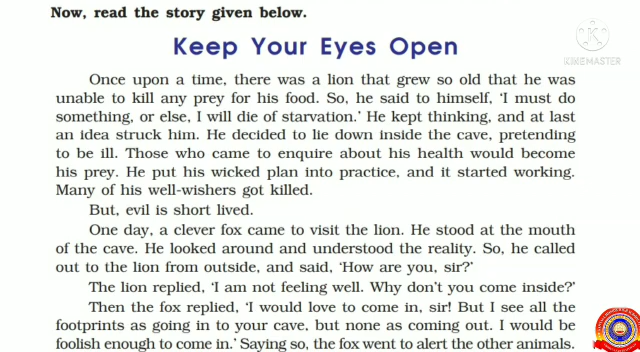 Now, read the story given below.
Keep Your Eyes Open
KINEMASTER
Once upon a time, there was a lion that grew so old that he was
unable to kill any prey for his food. So, he said to himself, ‘I must do
something, or else, I will die of starvation.’ He kept thinking, and at last
an idea struck him. He decided to lie down inside the cave, pretending
to be ill. Those who came to enquire about his health would become
his prey. He put his wicked plan into practice, and it started working.
Many of his well-wishers got killed.
But, evil is short lived.
One day, a clever fox came to visit the lion. He stood at the mouth
of the cave. He looked around and understood the reality. So, he called
out to the lion from outside, and said, ‘How are you, sir?’
The lion replied, ‘I am not feeling well. Why don’t you come inside?’
Then the fox replied, ‘I would love to come in, sir! But I see all the
footprints as going in to your cave, but none as coming out. I would be
foolish enough to come in.’ Saying so, the fox went to alert the other animals.